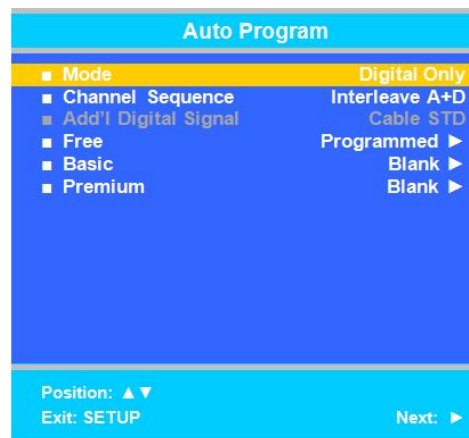 Auto Program
■ Mode Digital Only
■ Channel Sequence Interleave A+D
■ Add'l Digital Signal Cable STD
■ Free Programmed ►
■ Basic Blank ►
■ Premium Blank ►
Position: ▲▼
Exit: SETUP Next: ►